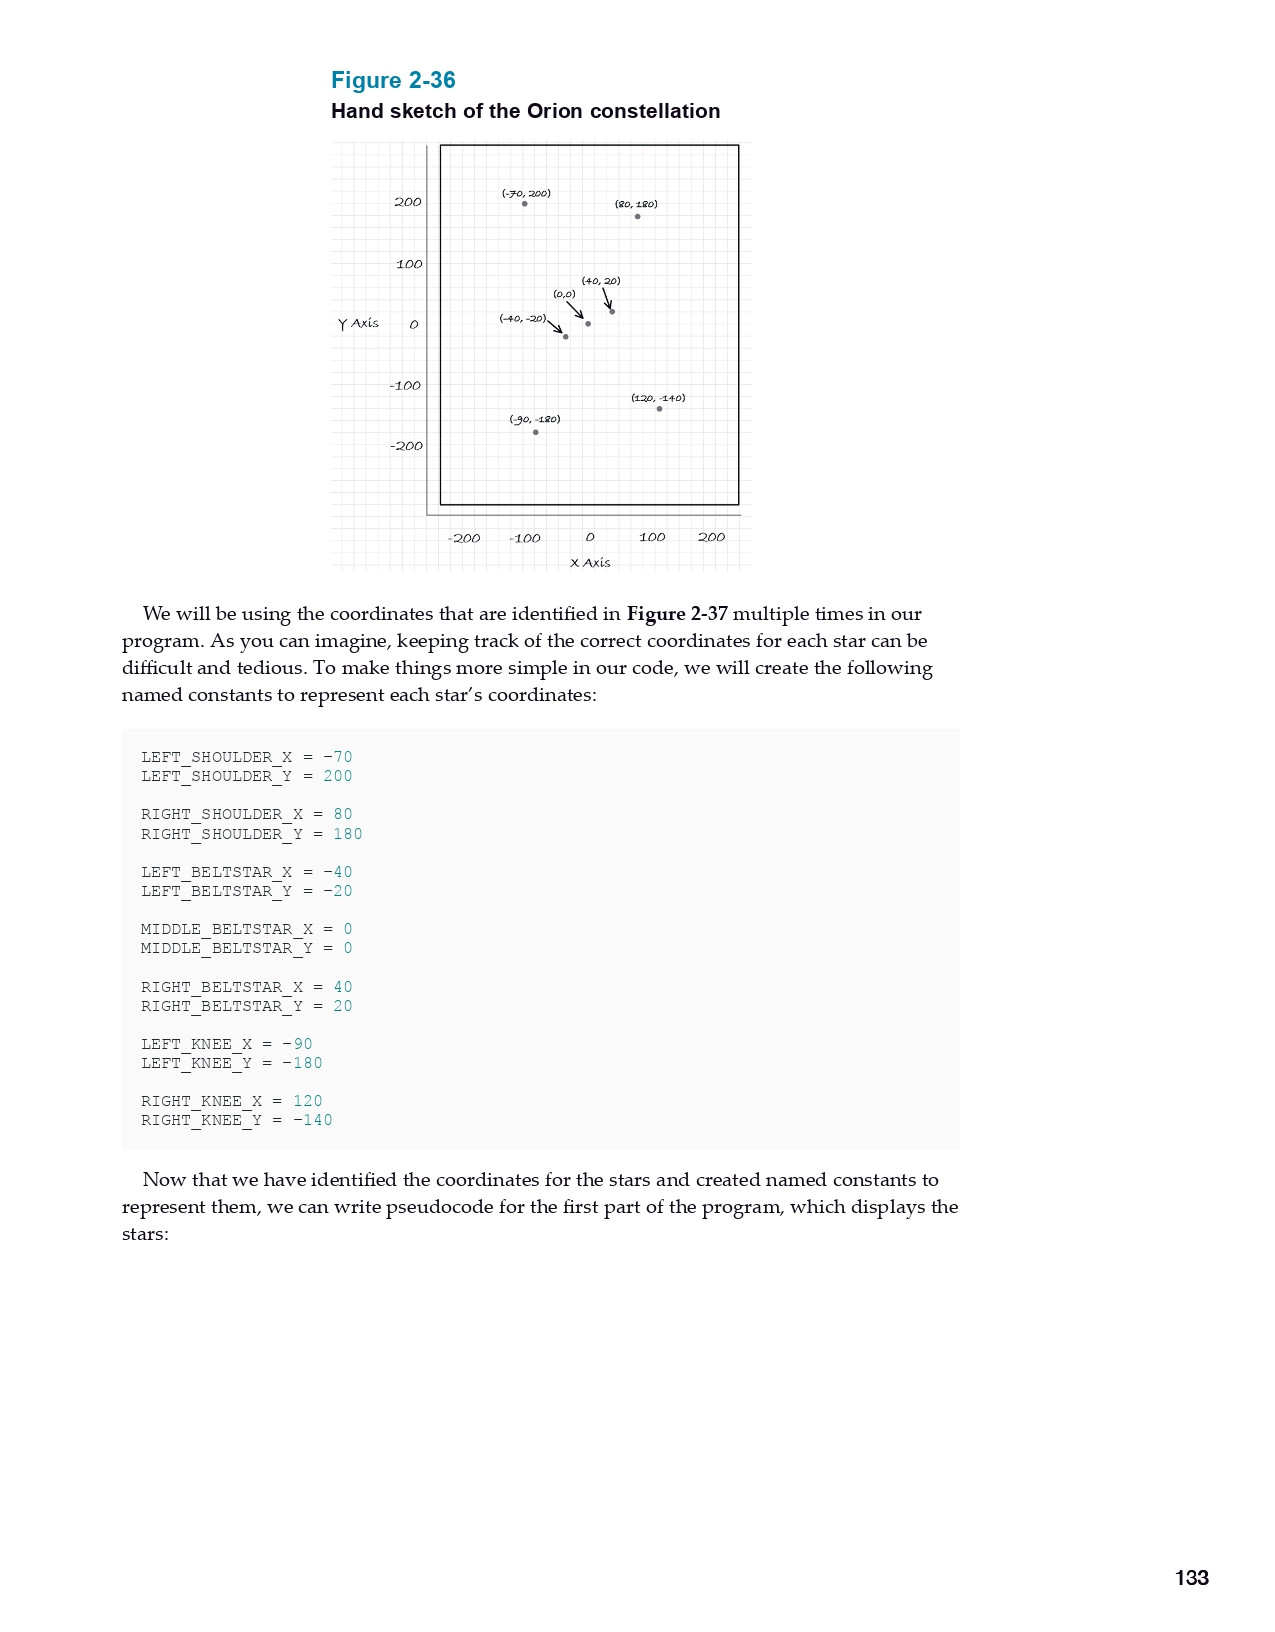 Figure 2-36
Hand sketch of the Orion constellation
(-70, 200)
200
(80, 180)
100
(40, 20)
(0,0)
(-40, -20)
Y Axis 0
-100
(120, -140)
(-90, -180)
-200
-200 -100 0 100 200
X Axis
We will be using the coordinates that are identified in Figure 2-37 multiple times in our
program. As you can imagine, keeping track of the correct coordinates for each star can be
difficult and tedious. To make things more simple in our code, we will create the following
named constants to represent each star’s coordinates:
LEFT_SHOULDER_X = −70
LEFT_SHOULDER_Y = 200
RIGHT_SHOULDER_X = 80
RIGHT_SHOULDER_Y = 180
LEFT_BELTSTAR_X = −40
LEFT_BELTSTAR_Y = −20
MIDDLE_BELTSTAR_X = 0
MIDDLE_BELTSTAR_Y = 0
RIGHT_BELTSTAR_X = 40
RIGHT_BELTSTAR_Y = 20
LEFT_KNEE_X = −90
LEFT_KNEE_Y = −180
RIGHT_KNEE_X = 120
RIGHT_KNEE_Y = −140
Now that we have identified the coordinates for the stars and created named constants to
represent them, we can write pseudocode for the first part of the program, which displays the
stars:
133